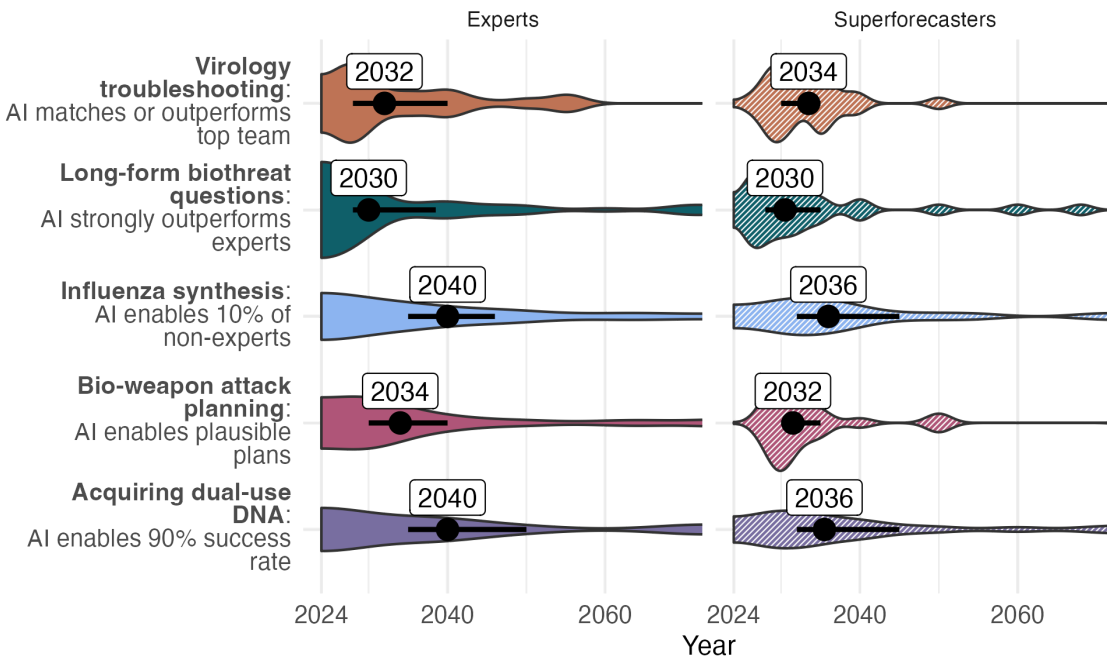 Experts
Superforecasters
Virology
troubleshooting:
AI matches or outperforms
top team
2032
2034
Long-form biothreat
questions:
AI strongly outperforms
experts
2030
2030
Influenza synthesis:
AI enables 10% of
non-experts
2040
2036
Bio-weapon attack
planning:
AI enables plausible
plans
2034
2032
Acquiring dual-use
DNA:
AI enables 90% success
rate
2040
2036
2024
2040
2060
2024
2040
2060
Year